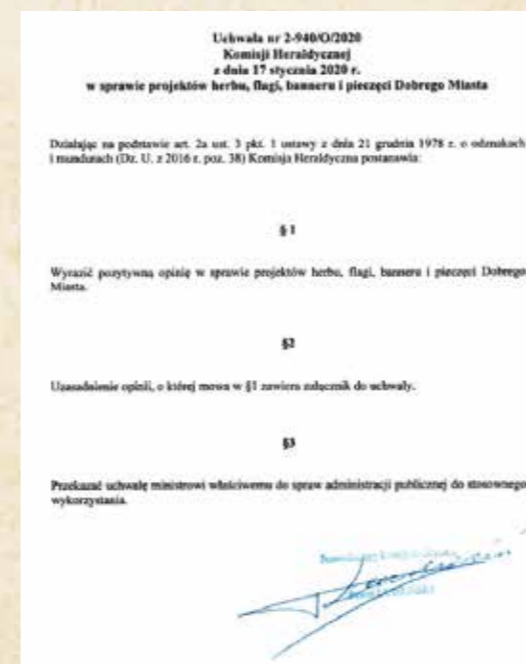 Uchwała nr 2-940/O/2020
Komisji Heraldycznej
z dnia 17 stycznia 2020 r.
w sprawie projektów herbu, flagi, banneru i pieczęci Dobrego Miasta
Działając na podstawie art. 2a ust. 3 pkt. 1 ustawy z dnia 21 grudnia 1978 r. o odznakach
i mundurach (Dz. U. z 2016 r. poz. 38) Komisja Heraldyczna postanawia:
§ 1
Wyrazić pozytywną opinię w sprawie projektów herbu, flagi, banneru i pieczęci Dobrego
Miasta.
§2
Uzasadnienie opinii, o której mowa w §1 zawiera załącznik do uchwały.
§3
Przekazać uchwałę ministrowi właściwemu do spraw administracji publicznej do stosownego
wykorzystania.